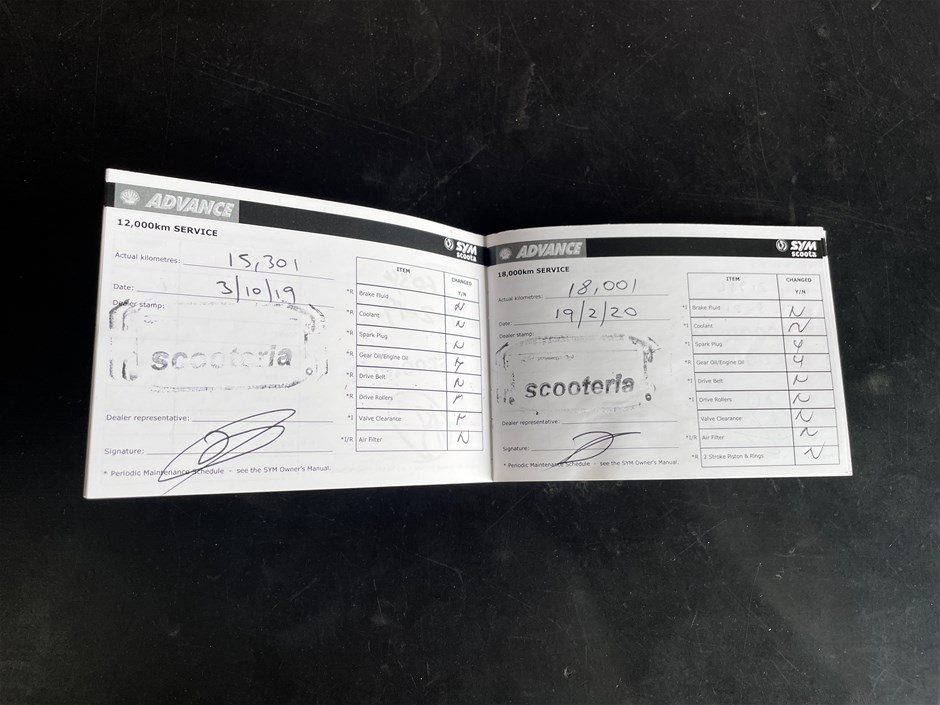 ADVANCE
SYM
scoota
12,000km SERVICE
Actual kilometres: 15,301
Date: 3/10/19
Dealer stamp:
scooteria
Dealer representative:
Signature:
* Periodic Maintenance Schedule - see the SYM Owner's Manual.
ITEM CHANGED
Y/N
*R Brake Fluid N
*R Coolant N
*R Spark Plug N
*R Gear Oil/Engine Oil Y
*R Drive Belt N
*R Drive Rollers
*I Valve Clearance
*I/R Air Filter N
ADVANCE
SYM
scoota
18,000km SERVICE
Actual kilometres: 18,001
Date: 19/2/20
Dealer stamp:
scooteria
Dealer representative:
Signature:
* Periodic Maintenance Schedule - see the SYM Owner's Manual.
ITEM CHANGED
Y/N
*I Brake Fluid N
*I Coolant N
*I Spark Plug Y
*R Gear Oil/Engine Oil Y
*I Drive Belt N
*I Drive Rollers N
Valve Clearance N
*I/R Air Filter N
*R 2 Stroke Piston & Rings N